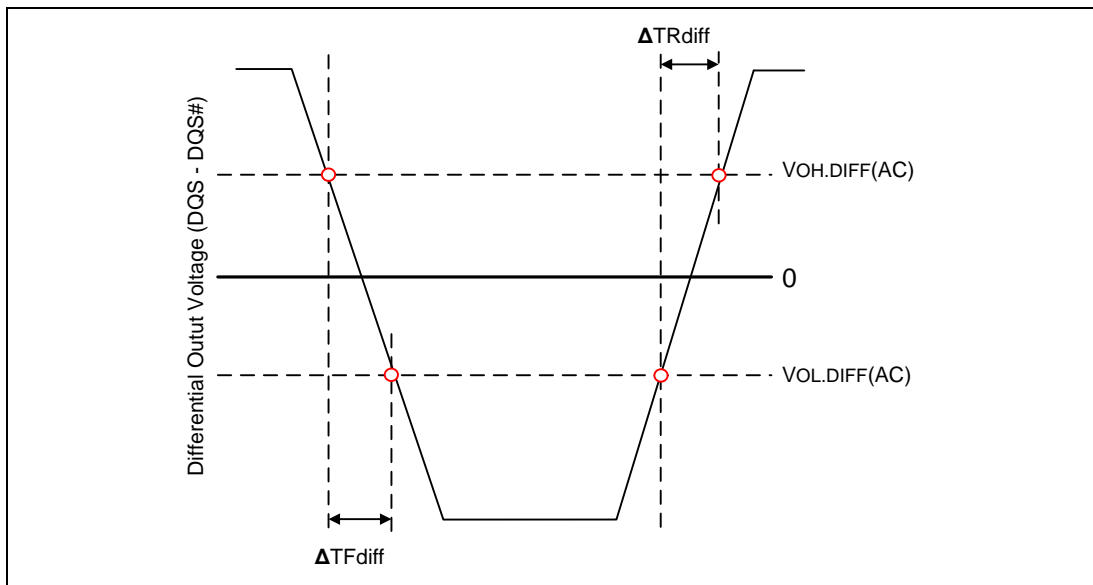 ΔTRdiff
Differential Outut Voltage (DQS - DQS#)
VOH.DIFF(AC)
0
VOL.DIFF(AC)
ΔTFdiff